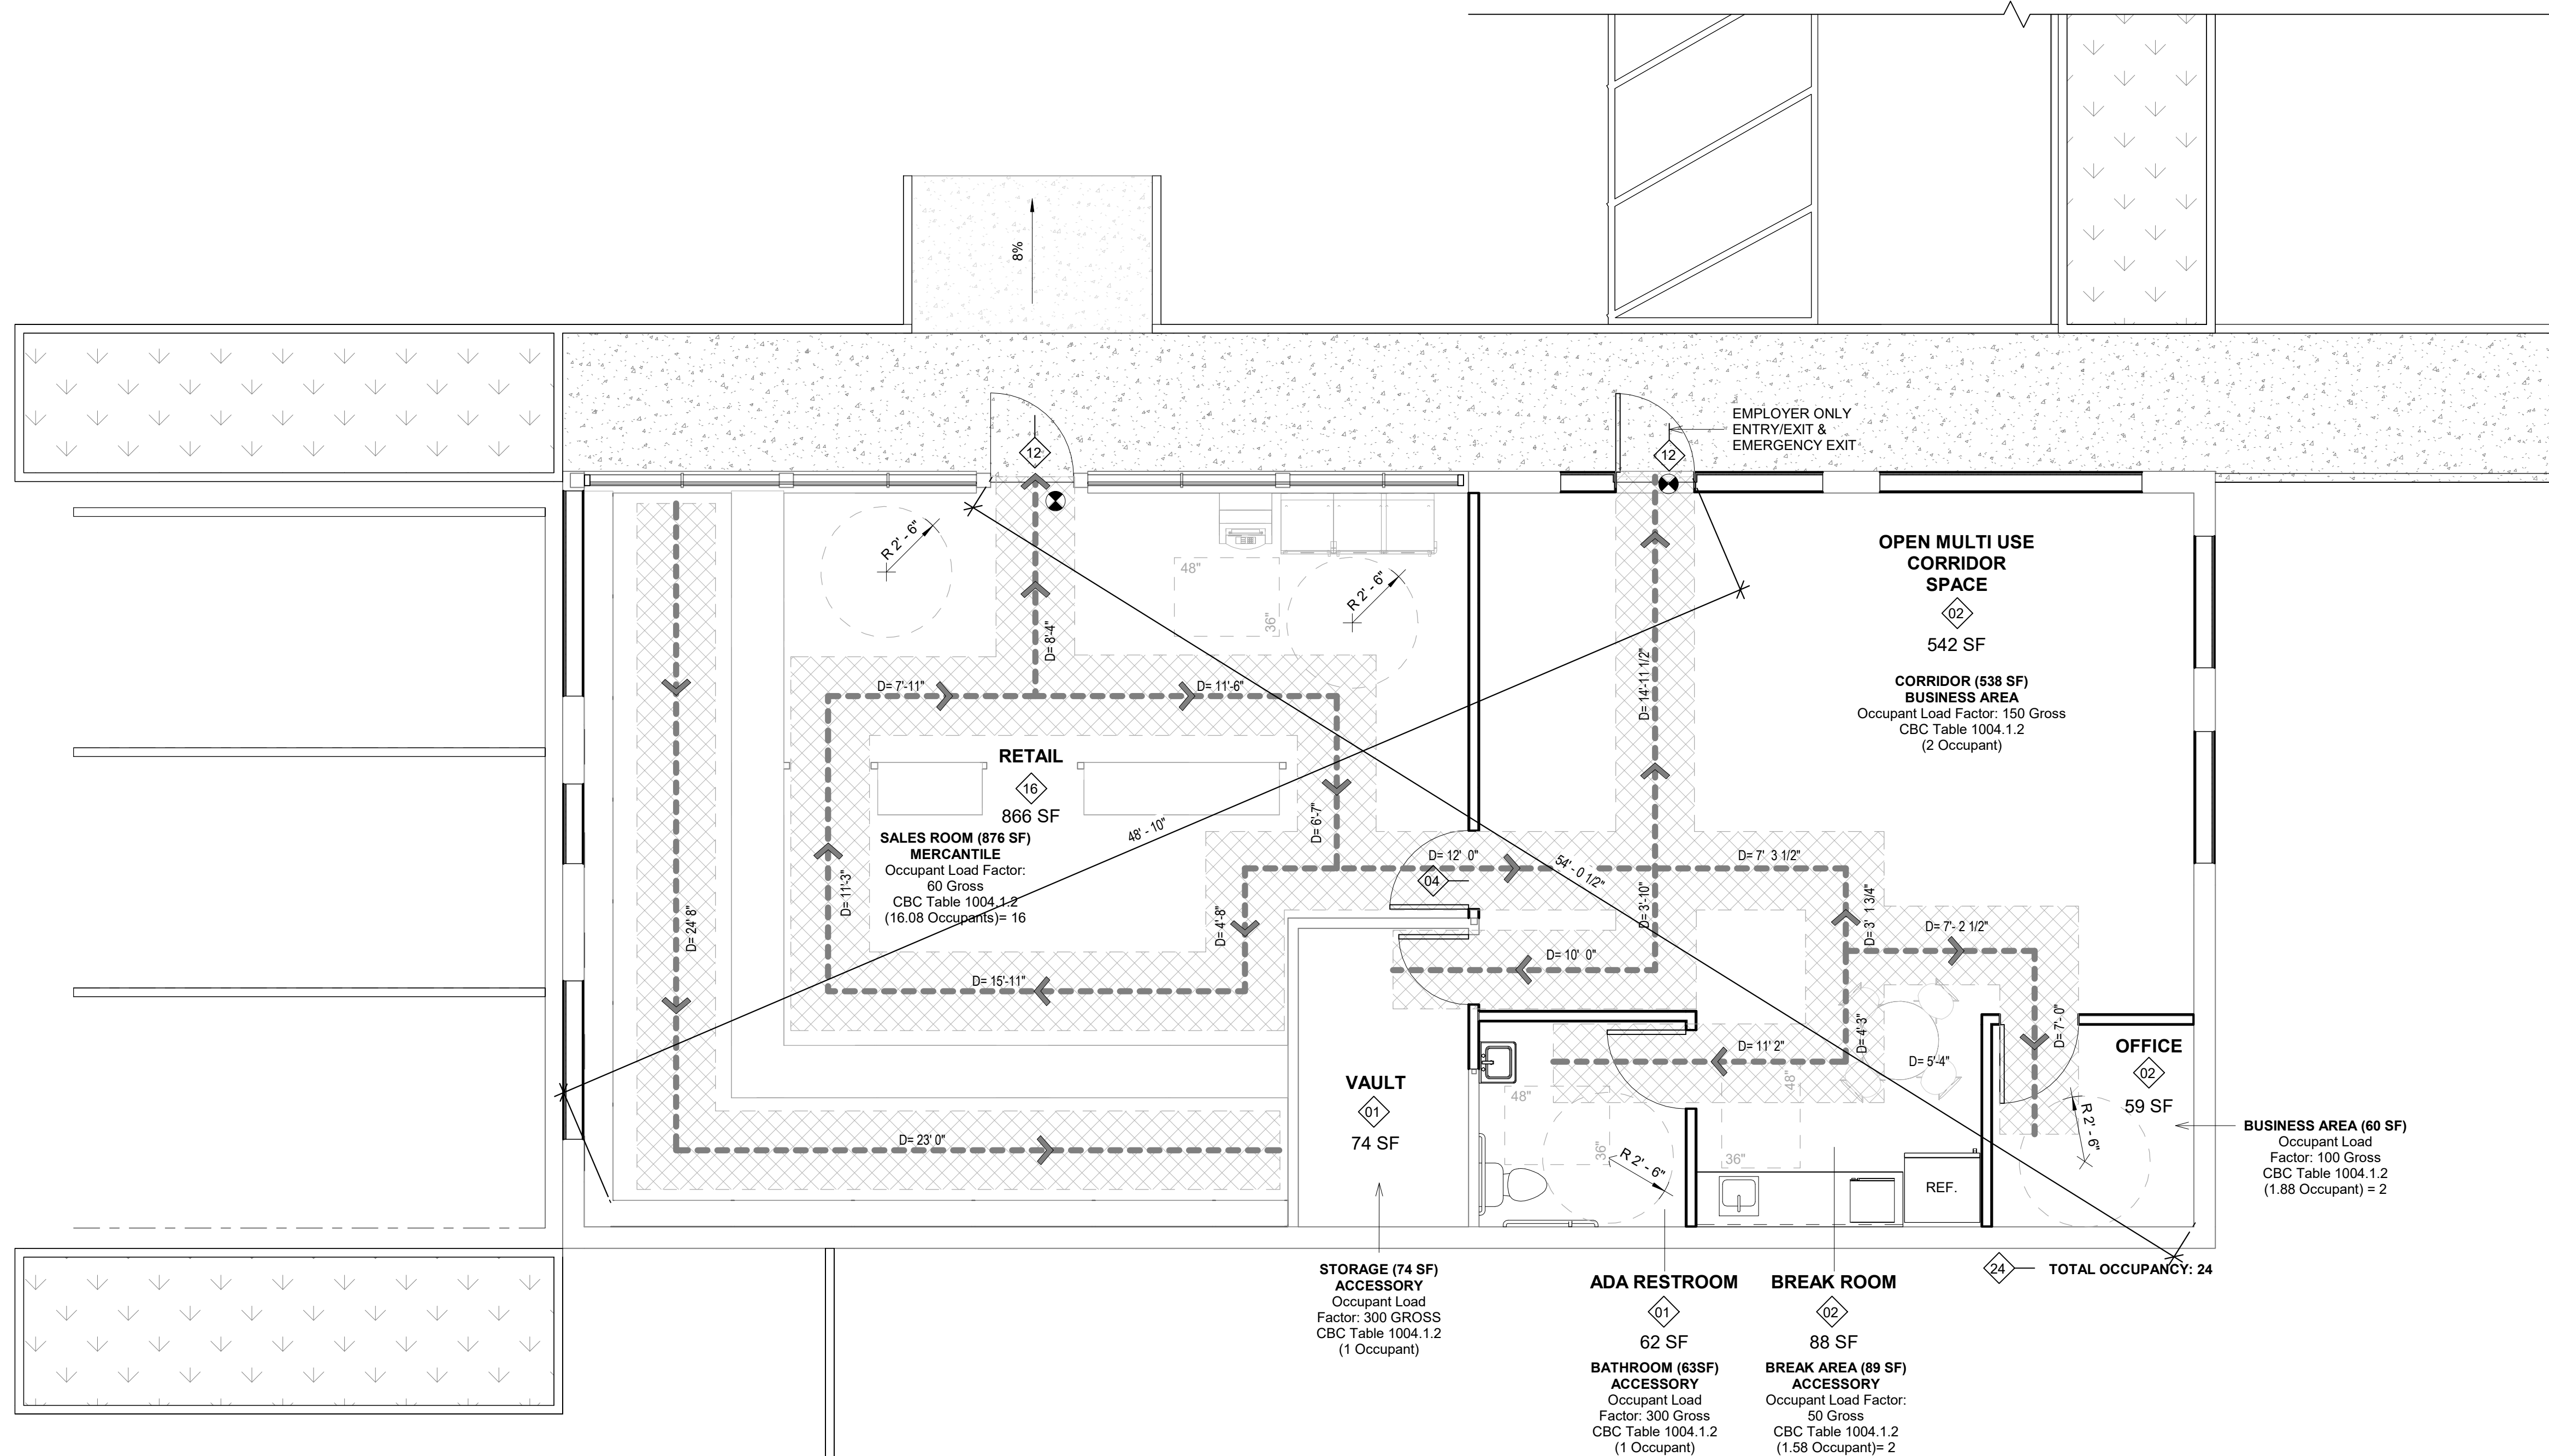 8%
EMPLOYER ONLY
ENTRY/EXIT &
EMERGENCY EXIT
12
12
R 2' - 6"
48"
36"
R 2' - 6"
D= 8'-4"
D= 7'-11"
D= 11'-6"
D= 14'-11 1/2"
OPEN MULTI USE
CORRIDOR
SPACE
02
542 SF
CORRIDOR (538 SF)
BUSINESS AREA
Occupant Load Factor: 150 Gross
CBC Table 1004.1.2
(2 Occupant)
RETAIL
16
866 SF
SALES ROOM (876 SF)
MERCANTILE
Occupant Load Factor:
60 Gross
CBC Table 1004.1.2
(16.08 Occupants)= 16
48' - 10"
D= 6'-7"
D= 12' 0"
04
54' - 0 1/2"
D= 7' 3 1/2"
D= 24' 8"
D= 11'-3"
D= 4'-8"
D= 3'-10"
D= 3' 1 3/4"
D= 7'- 2 1/2"
D= 10' 0"
D= 15'-11"
D= 11' 2"
D= 4' 3"
D= 5'-4"
D= 7'- 0"
D= 23' 0"
VAULT
01
74 SF
48"
36"
R 2' - 6"
48"
36"
REF.
OFFICE
02
59 SF
R 2' - 6"
BUSINESS AREA (60 SF)
Occupant Load
Factor: 100 Gross
CBC Table 1004.1.2
(1.88 Occupant) = 2
24
TOTAL OCCUPANCY: 24
STORAGE (74 SF)
ACCESSORY
Occupant Load
Factor: 300 GROSS
CBC Table 1004.1.2
(1 Occupant)
ADA RESTROOM
01
62 SF
BATHROOM (63SF)
ACCESSORY
Occupant Load
Factor: 300 Gross
CBC Table 1004.1.2
(1 Occupant)
BREAK ROOM
02
88 SF
BREAK AREA (89 SF)
ACCESSORY
Occupant Load Factor:
50 Gross
CBC Table 1004.1.2
(1.58 Occupant)= 2